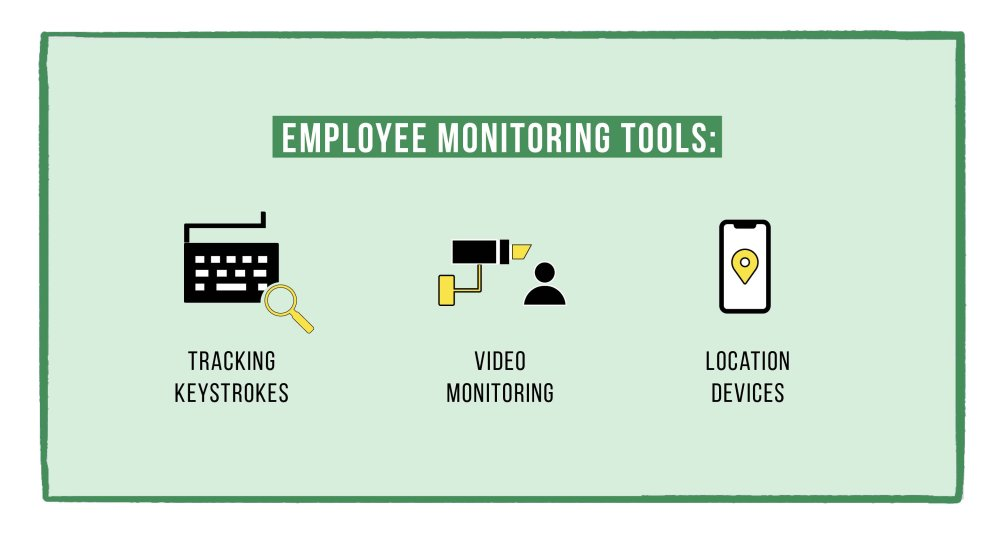 EMPLOYEE MONITORING TOOLS:
TRACKING
KEYSTROKES
VIDEO
MONITORING
LOCATION
DEVICES